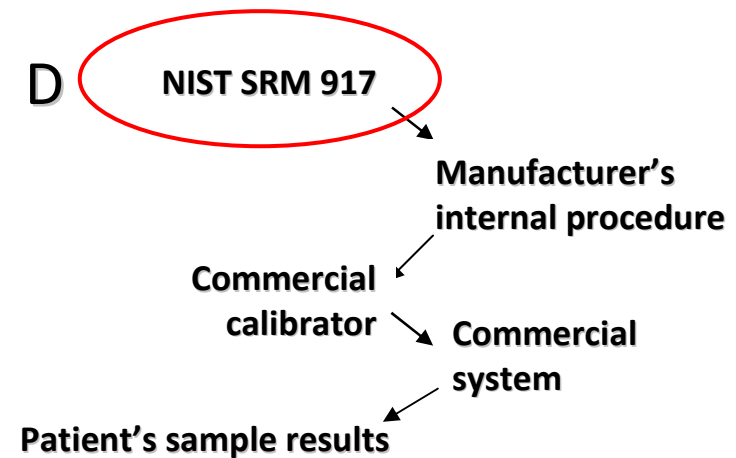 D
NIST SRM 917
Manufacturer’s
internal procedure
Commercial
calibrator
Commercial
system
Patient’s sample results